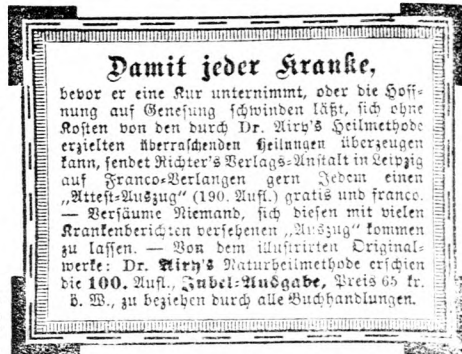 Damit jeder Kranke,
bevor er eine Kur unternimmt, oder die Hoff-
nung auf Genesung schwinden läßt, sich ohne
Kosten von den durch Dr. Airy's Heilmethode
erzielten überraschenden Heilungen überzeugen
kann, sendet Richter's Verlags-Anstalt in Leipzig
auf Franco-Verlangen gern Jedem einen
„Attest-Auszug“ (190. Aufl.) gratis und franco.
— Versäume Niemand, sich diesen mit vielen
Krankenberichten versehenen „Auszug“ kommen
zu lassen. — Von dem illustrirten Original-
werke: Dr. Airy's Naturheilmethode erschien
die 100. Aufl., Jubel-Ausgabe, Preis 65 kr.
ö. W., zu beziehen durch alle Buchhandlungen.